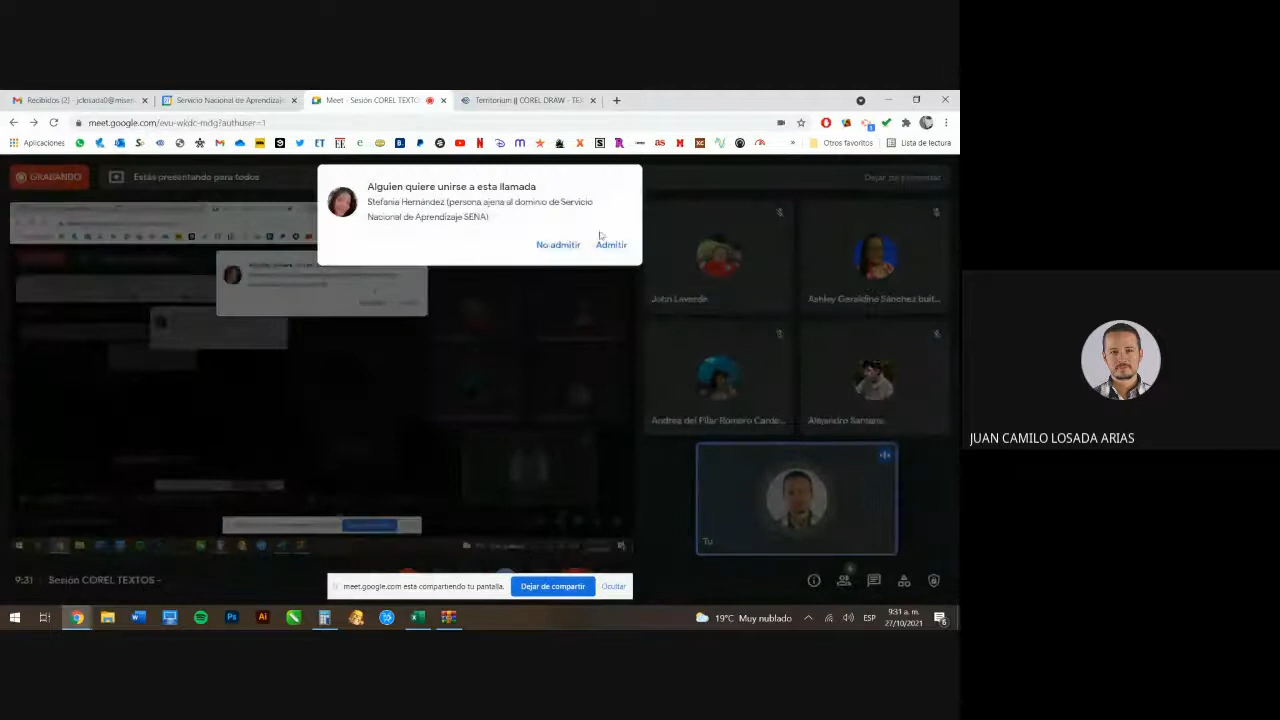 Recibidos (2) - jclosada0@misen
Servicio Nacional de Aprendizaje
Meet - Sesión COREL TEXTO
Territorium || COREL DRAW - TEX
meet.google.com/evu-wkdc-mdg?authuser=1
Aplicaciones
Otros favoritos
Lista de lectura
GRABANDO
Estás presentando para todos
Dejar de presentar
Alguien quiere unirse a esta llamada
Stefania Hernández (persona ajena al dominio de Servicio
Nacional de Aprendizaje SENA)
No admitir
Admitir
John Laverde
Ashley Geraldine Sánchez buit...
Andrea del Pilar Romero Carde...
Alejandro Santana
Tú
JUAN CAMILO LOSADA ARIAS
9:31
Sesión COREL TEXTOS -
meet.google.com está compartiendo tu pantalla.
Dejar de compartir
Ocultar
19°C Muy nublado
ESP
9:31 a. m.
27/10/2021